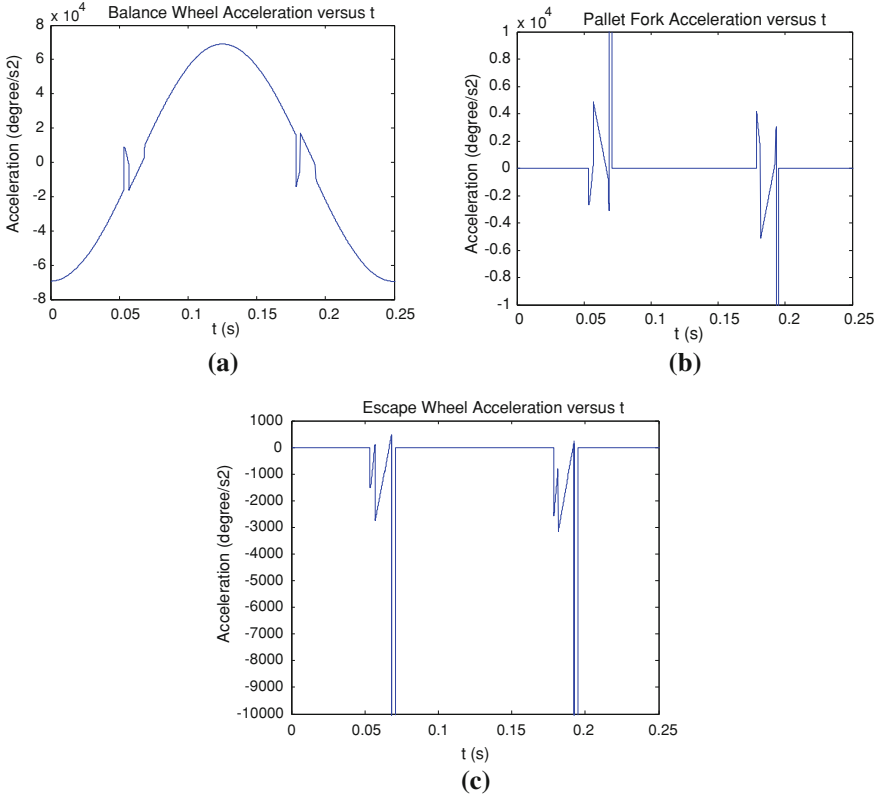 Balance Wheel Acceleration versus t
8 x 10 4
6
4
2
0
-2
-4
-6
-8
Acceleration (degree/s2)
0 0.05 0.1 0.15 0.2 0.25
t (s)
(a)
Pallet Fork Acceleration versus t
1 x 10 4
0.8
0.6
0.4
0.2
0
-0.2
-0.4
-0.6
-0.8
-1
Acceleration (degree/s2)
0 0.05 0.1 0.15 0.2 0.25
t (s)
(b)
Escape Wheel Acceleration versus t
1000
0
-1000
-2000
-3000
-4000
-5000
-6000
-7000
-8000
-9000
-10000
Acceleration (degree/s2)
0 0.05 0.1 0.15 0.2 0.25
t (s)
(c)